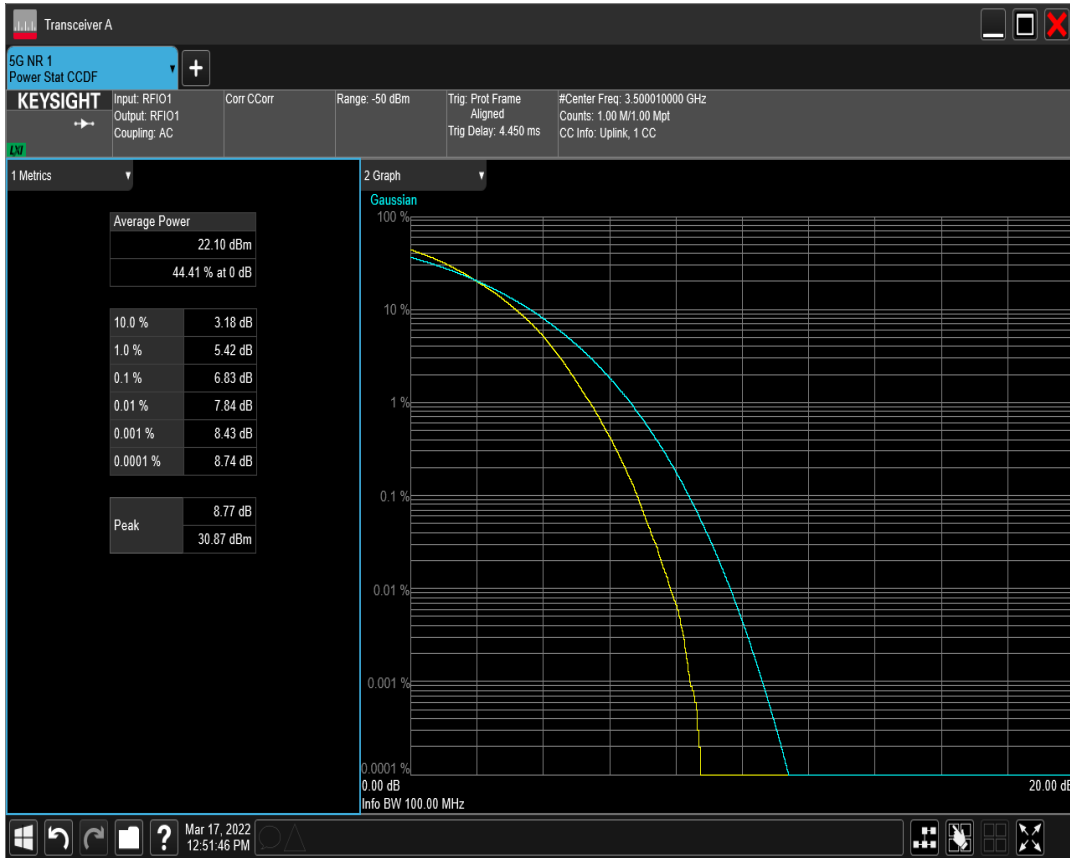 Transceiver A
5G NR 1
Power Stat CCDF
KEYSIGHT
LXI
Input: RFIO1
Output: RFIO1
Coupling: AC
Corr CCorr
Range: -50 dBm
Trig: Prot Frame
Aligned
Trig Delay: 4.450 ms
#Center Freq: 3.500010000 GHz
Counts: 1.00 M/1.00 Mpt
CC Info: Uplink, 1 CC
1 Metrics
Average Power
22.10 dBm
44.41 % at 0 dB
10.0 % 3.18 dB
1.0 % 5.42 dB
0.1 % 6.83 dB
0.01 % 7.84 dB
0.001 % 8.43 dB
0.0001 % 8.74 dB
Peak
8.77 dB
30.87 dBm
2 Graph
Gaussian
100 %
10 %
1 %
0.1 %
0.01 %
0.001 %
0.0001 %
0.00 dB 20.00 dB
Info BW 100.00 MHz
?
Mar 17, 2022
12:51:46 PM